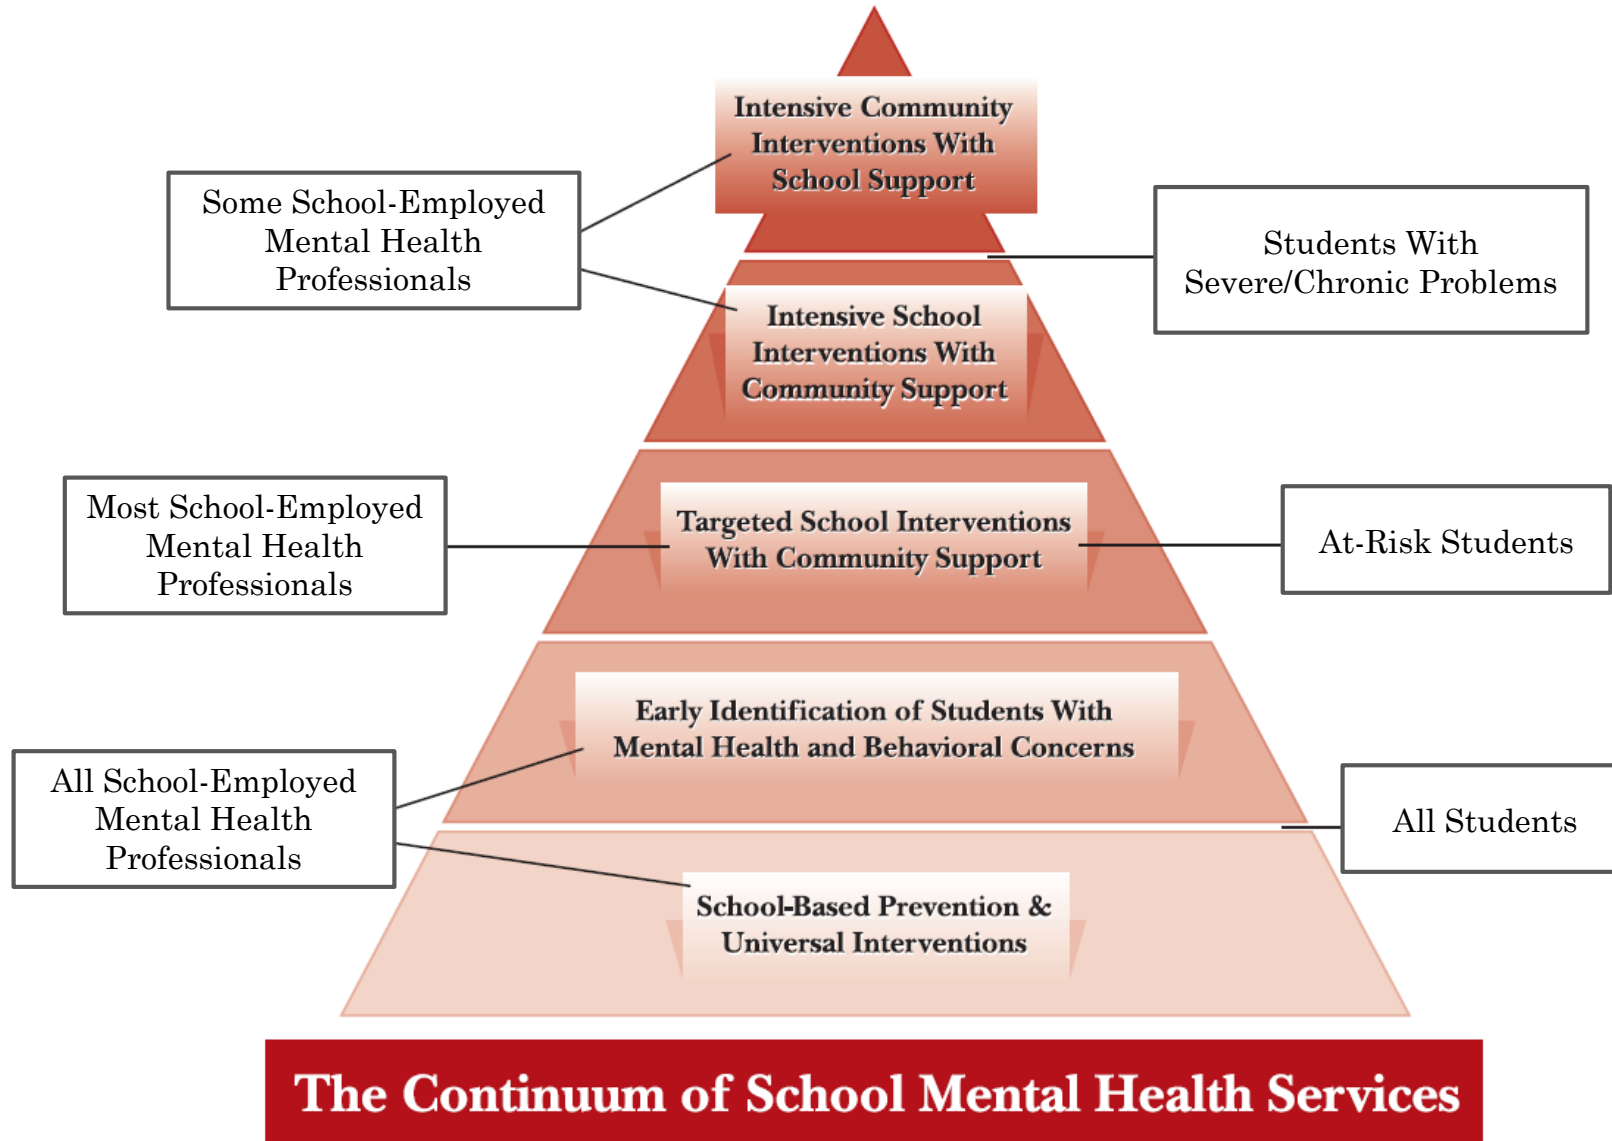 Intensive Community
Interventions With
School Support
Some School-Employed
Mental Health
Professionals
Students With
Severe/Chronic Problems
Intensive School
Interventions With
Community Support
Most School-Employed
Mental Health
Professionals
Targeted School Interventions
With Community Support
At-Risk Students
Early Identification of Students With
Mental Health and Behavioral Concerns
All School-Employed
Mental Health
Professionals
All Students
School-Based Prevention &
Universal Interventions
The Continuum of School Mental Health Services